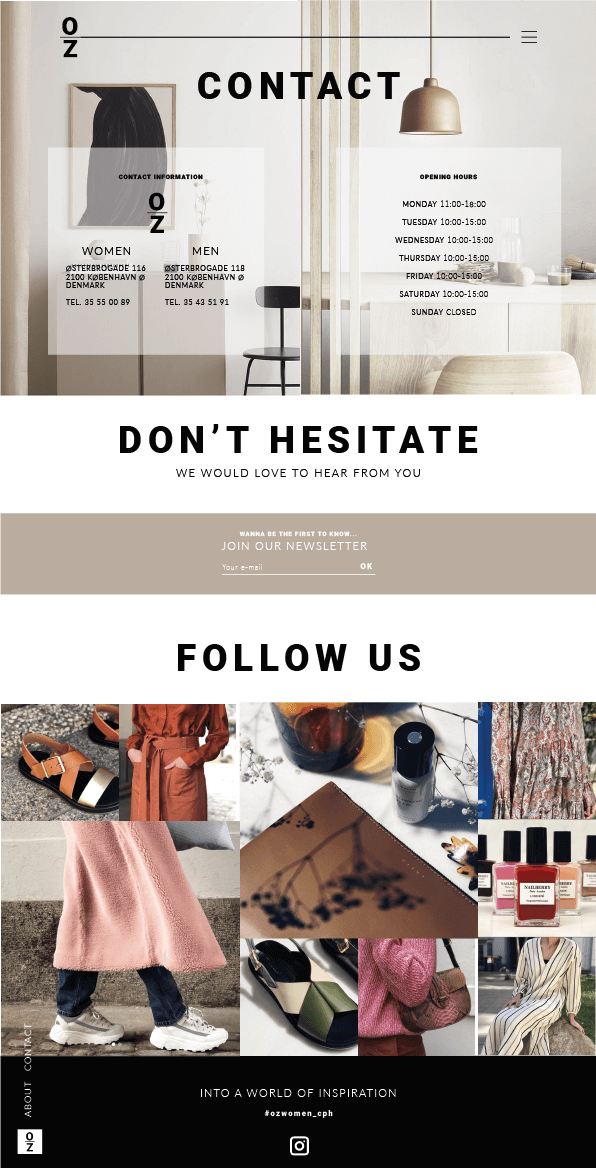 O
Z
CONTACT
CONTACT INFORMATION
O
Z
WOMEN
ØSTERBROGADE 116
2100 KØBENHAVN Ø
DENMARK
TEL. 35 55 00 89
MEN
ØSTERBROGADE 118
2100 KØBENHAVN Ø
DENMARK
TEL. 35 43 51 91
OPENING HOURS
MONDAY 11:00-18:00
TUESDAY 10:00-15:00
WEDNESDAY 10:00-15:00
THURSDAY 10:00-15:00
FRIDAY 10:00-15:00
SATURDAY 10:00-15:00
SUNDAY CLOSED
DON'T HESITATE
WE WOULD LOVE TO HEAR FROM YOU
WANNA BE THE FIRST TO KNOW...
JOIN OUR NEWSLETTER
Your e-mail OK
FOLLOW US
NAILBERRY
ABOUT CONTACT
INTO A WORLD OF INSPIRATION
#ozwomen_cph
O
Z